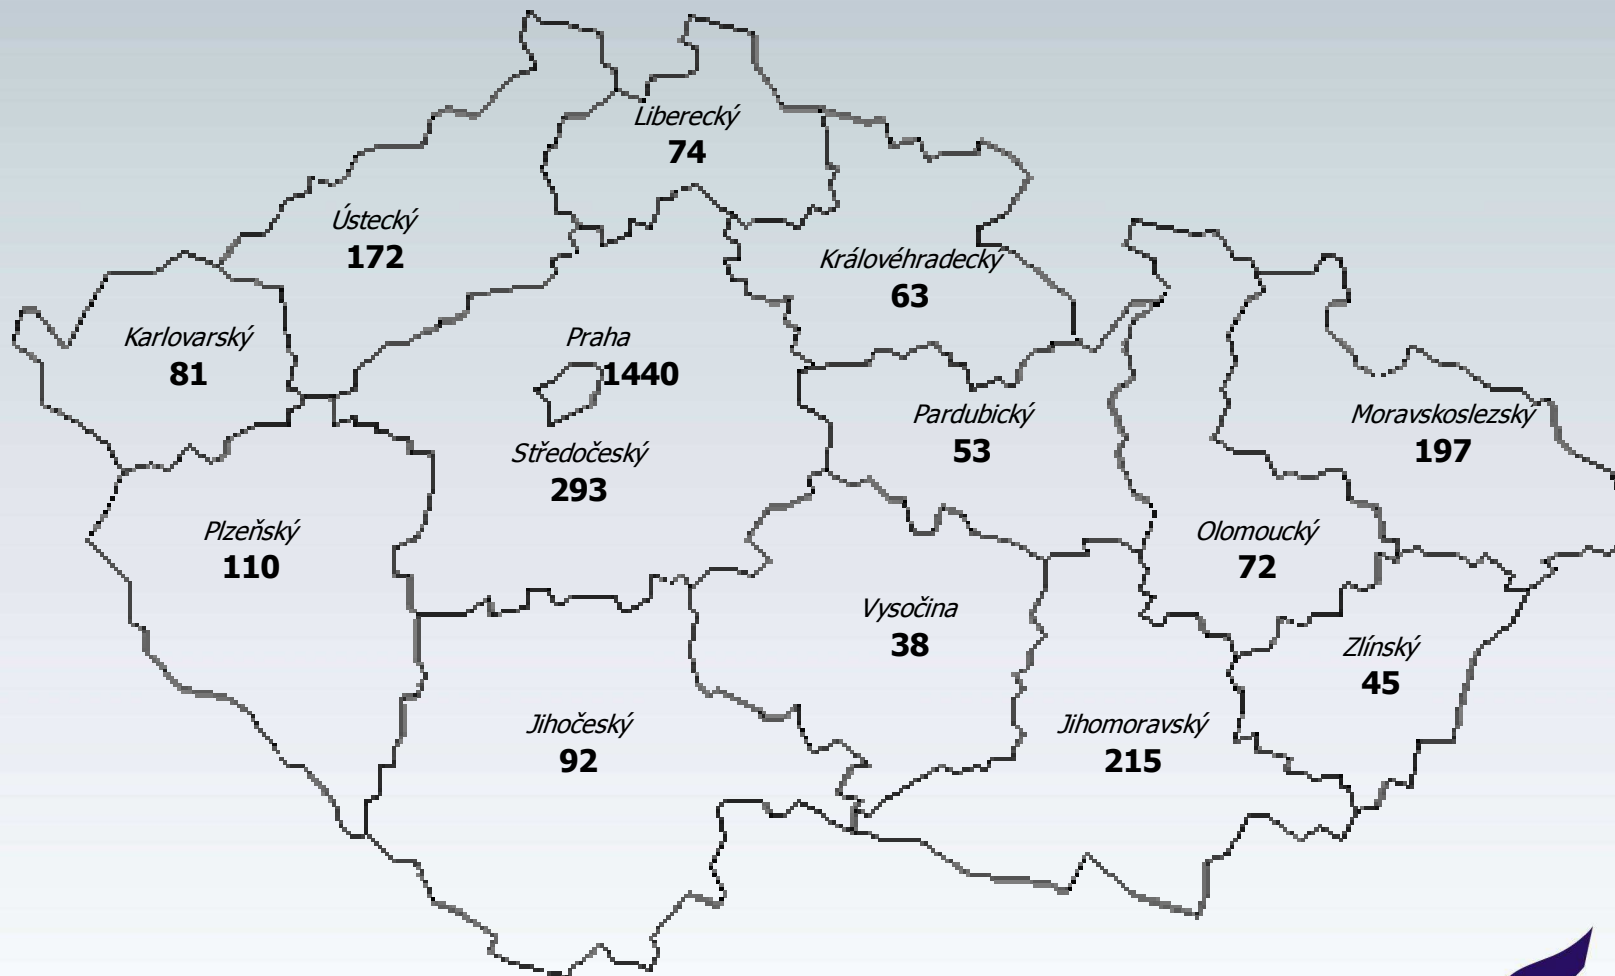 Liberecký
74
Ústecký
172
Královéhradecký
63
Karlovarský
81
Praha
1440
Pardubický
53
Moravskoslezský
197
Středočeský
293
Plzeňský
110
Olomoucký
72
Vysočina
38
Zlínský
45
Jihočeský
92
Jihomoravský
215